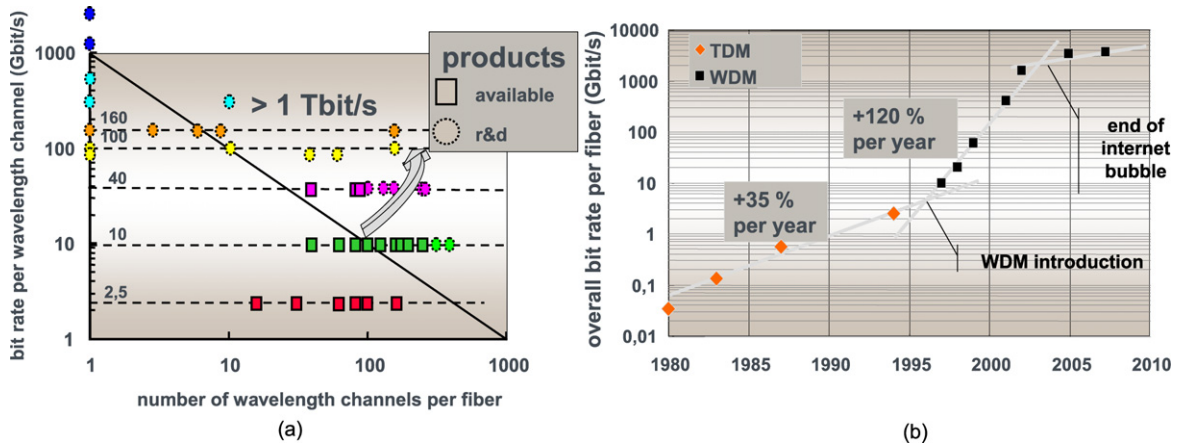 bit rate per wavelength channel (Gbit/s)
1000
100
10
1
160
100
40
10
2,5
> 1 Tbit/s
products
available
r&d
1
10
100
1000
number of wavelength channels per fiber
(a)
overall bit rate per fiber (Gbit/s)
10000
1000
100
10
1
0,1
0,01
TDM
WDM
+120 %
per year
+35 %
per year
end of
internet
bubble
WDM introduction
1980
1985
1990
1995
2000
2005
2010
(b)